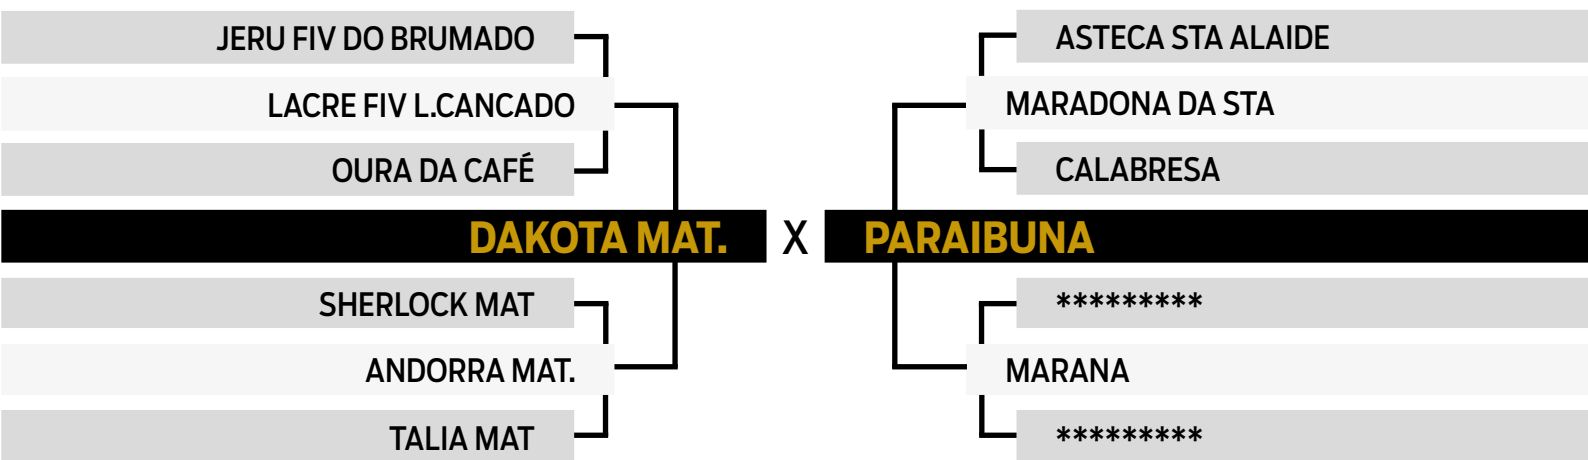 JERU FIV DO BRUMADO
LACRE FIV L.CANCADO
OURA DA CAFÉ
DAKOTA MAT.
SHERLOCK MAT
ANDORRA MAT.
TALIA MAT
X
ASTECA STA ALAIDE
MARADONA DA STA
CALABRESA
PARAIBUNA
*********
MARANA
*********